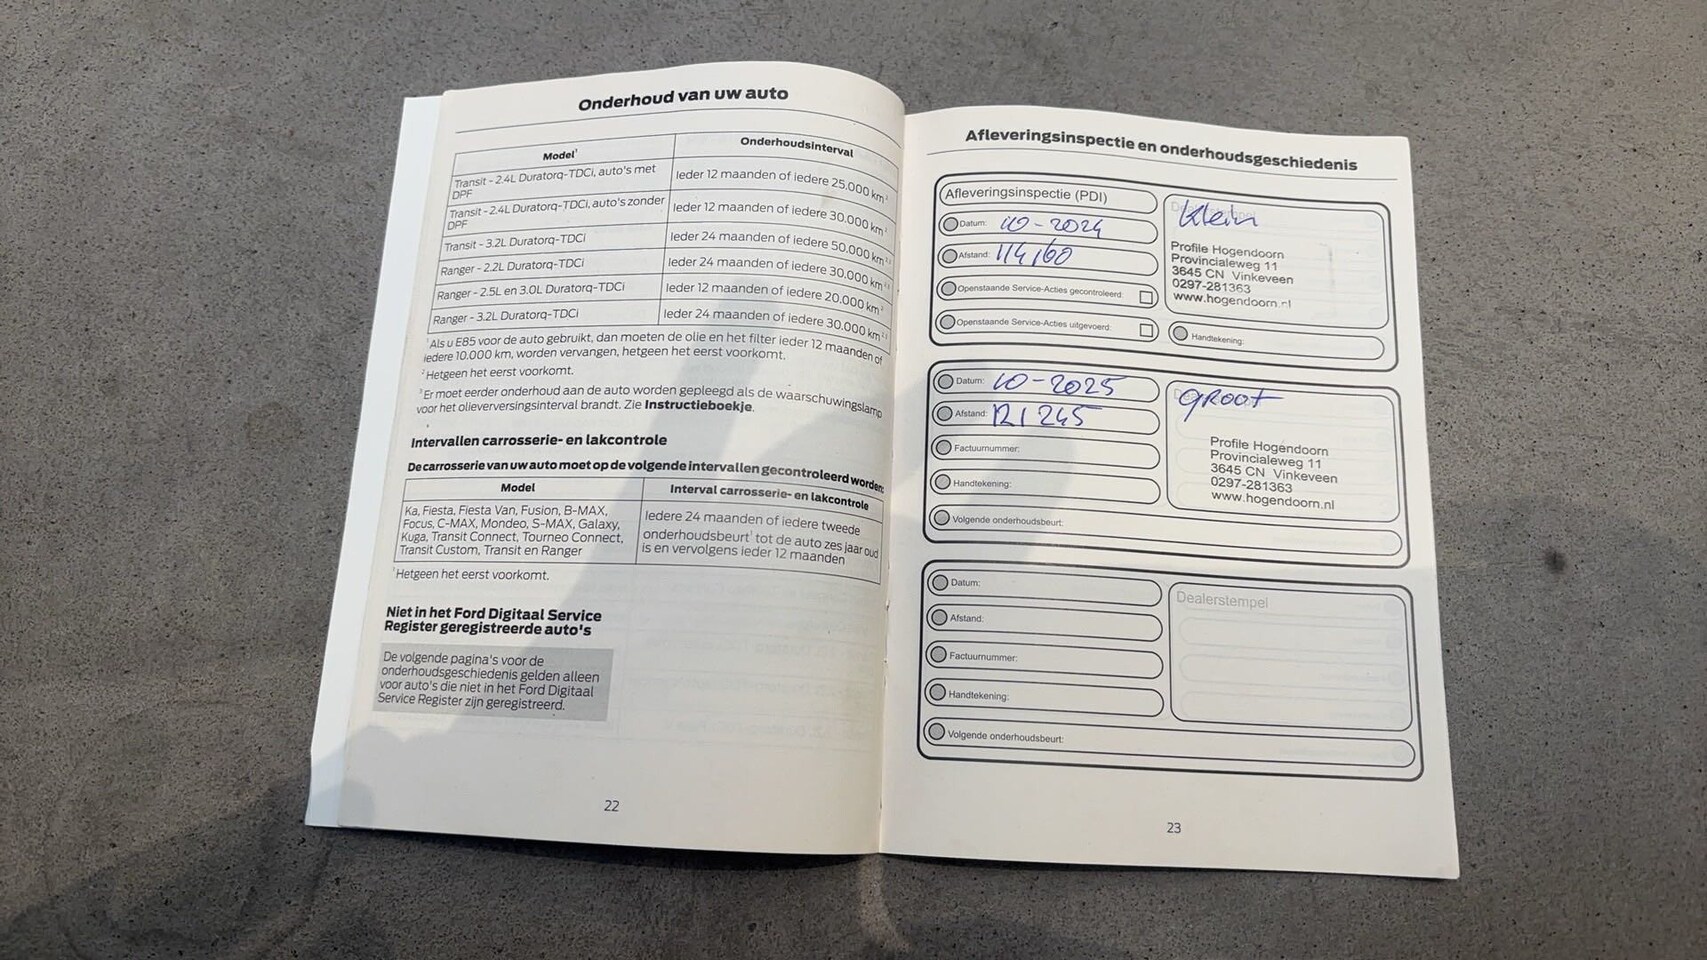 Onderhoud van uw auto
Model¹ Onderhoudsinterval
Transit - 2.4L Duratorq-TDCi, auto's met DPF Ieder 12 maanden of iedere 25.000 km²
Transit - 2.4L Duratorq-TDCi, auto's zonder DPF Ieder 12 maanden of iedere 30.000 km²
Transit - 3.2L Duratorq-TDCi Ieder 24 maanden of iedere 50.000 km
Ranger - 2.2L Duratorq-TDCi Ieder 24 maanden of iedere 30.000 km
Ranger - 2.5L en 3.0L Duratorq-TDCi Ieder 12 maanden of iedere 20.000 km
Ranger - 3.2L Duratorq-TDCi Ieder 24 maanden of iedere 30.000 km
¹Als u E85 voor de auto gebruikt, dan moeten de olie en het filter ieder 12 maanden of
iedere 10.000 km, worden vervangen, hetgeen het eerst voorkomt.
² Hetgeen het eerst voorkomt.
³Er moet eerder onderhoud aan de auto worden gepleegd als de waarschuwingslamp
voor het olieverversingsinterval brandt. Zie Instructieboekje.
Intervallen carrosserie- en lakcontrole
De carrosserie van uw auto moet op de volgende intervallen gecontroleerd worden:
Model Interval carrosserie- en lakcontrole
Ka, Fiesta, Fiesta Van, Fusion, B-MAX,
Focus, C-MAX, Mondeo, S-MAX, Galaxy,
Kuga, Transit Connect, Tourneo Connect,
Transit Custom, Transit en Ranger
Iedere 24 maanden of iedere tweede
onderhoudsbeurt¹ tot de auto zes jaar oud
is en vervolgens ieder 12 maanden
¹Hetgeen het eerst voorkomt.
Niet in het Ford Digitaal Service
Register geregistreerde auto's
De volgende pagina's voor de
onderhoudsgeschiedenis gelden alleen
voor auto's die niet in het Ford Digitaal
Service Register zijn geregistreerd.
22
Afleveringsinspectie en onderhoudsgeschiedenis
Afleveringsinspectie (PDI)
Datum: 10-2024
Afstand: 114160
Openstaande Service-Acties gecontroleerd:
Openstaande Service-Acties uitgevoerd:
Klein
Profile Hogendoorn
Provincialeweg 11
3645 CN Vinkeveen
0297-281363
www.hogendoorn.nl
Handtekening:
Datum: 10-2025
Afstand: 121245
Factuurnummer:
Handtekening:
Volgende onderhoudsbeurt:
groot
Profile Hogendoorn
Provincialeweg 11
3645 CN Vinkeveen
0297-281363
www.hogendoorn.nl
Datum:
Afstand:
Factuurnummer:
Handtekening:
Volgende onderhoudsbeurt:
Dealerstempel
23